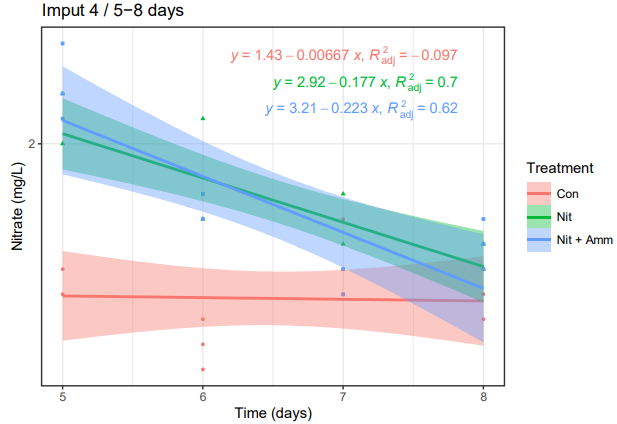 Imput 4 / 5−8 days
y = 1.43 − 0.00667 x, R²adj = −0.097
y = 2.92 − 0.177 x, R²adj = 0.7
y = 3.21 − 0.223 x, R²adj = 0.62
Nitrate (mg/L)
2
5 6 7 8
Time (days)
Treatment
Con
Nit
Nit + Amm